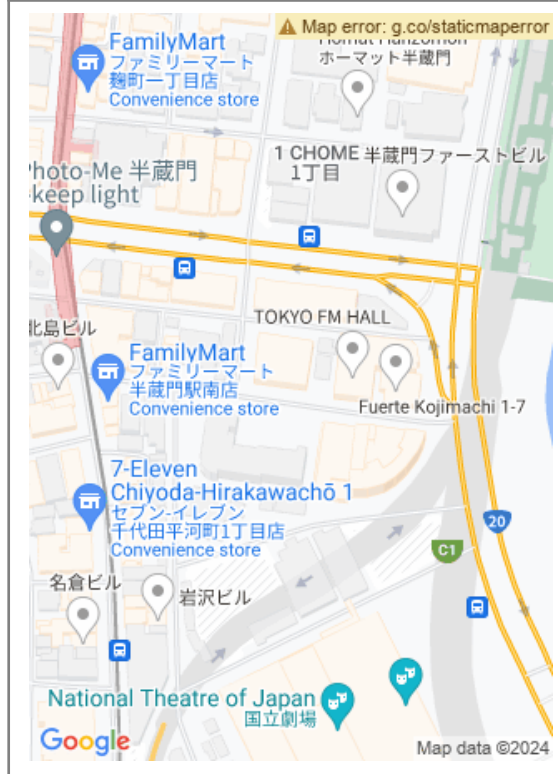 Map error: g.co/staticmaperror
FamilyMart
ファミリーマート
麹町一丁目店
Convenience store
Homat Hanzomon
ホーマット半蔵門
1 CHOME
1丁目
半蔵門ファーストビル
Photo-Me 半蔵門
keep light
TOKYO FM HALL
北島ビル
FamilyMart
ファミリーマート
半蔵門駅南店
Convenience store
Fuerte Kojimachi 1-7
7-Eleven
Chiyoda-Hirakawachō 1
セブン-イレブン
千代田平河町1丁目店
Convenience store
20
C1
名倉ビル
岩沢ビル
National Theatre of Japan
国立劇場
Google
Map data ©2024